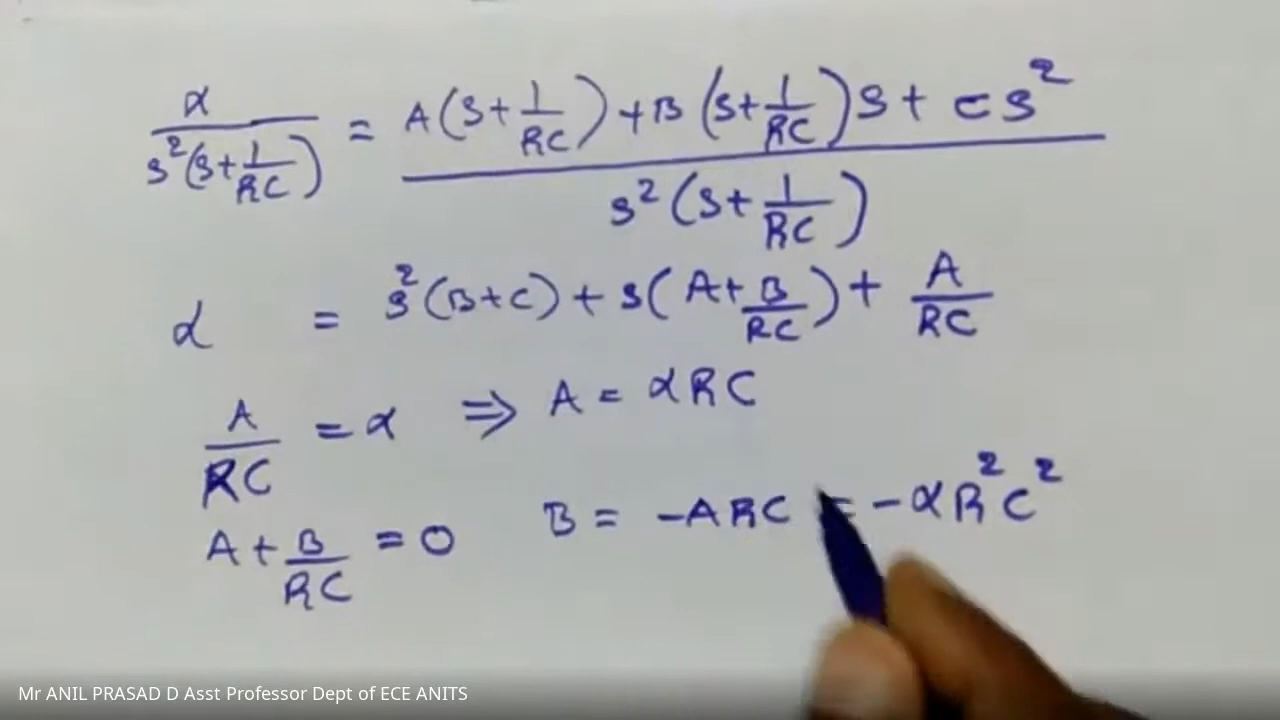 α/(s²(s+1/RC)) = (A(s+1/RC)+B(s+1/RC)s+cs²)/(s²(s+1/RC))
α = s²(B+C)+s(A+B/RC)+A/RC
A/RC = α ⇒ A = αRC
A+B/RC = 0 B = -ARC = -αR²C²
Mr ANIL PRASAD D Asst Professor Dept of ECE ANITS